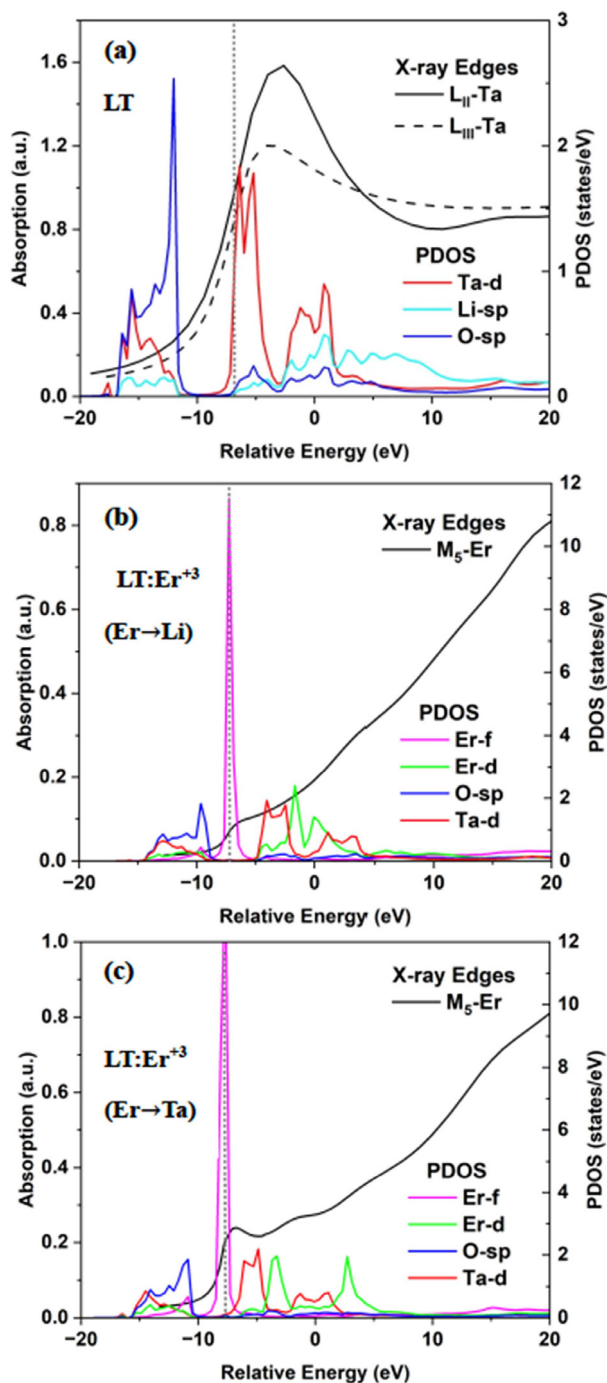 (a)
LT
X-ray Edges
L_II-Ta
L_III-Ta
PDOS
Ta-d
Li-sp
O-sp
Absorption (a.u.)
0.0
0.4
0.8
1.2
1.6
PDOS (states/eV)
0
1
2
3
−20 −10 0 10 20
Relative Energy (eV)
(b)
LT:Er⁺³
(Er→Li)
X-ray Edges
M₅-Er
PDOS
Er-f
Er-d
O-sp
Ta-d
Absorption (a.u.)
0.0
0.2
0.4
0.6
0.8
PDOS (states/eV)
0
2
4
6
8
10
12
−20 −10 0 10 20
Relative Energy (eV)
(c)
LT:Er⁺³
(Er→Ta)
X-ray Edges
M₅-Er
PDOS
Er-f
Er-d
O-sp
Ta-d
Absorption (a.u.)
0.0
0.2
0.4
0.6
0.8
1.0
PDOS (states/eV)
0
2
4
6
8
10
12
−20 −10 0 10 20
Relative Energy (eV)